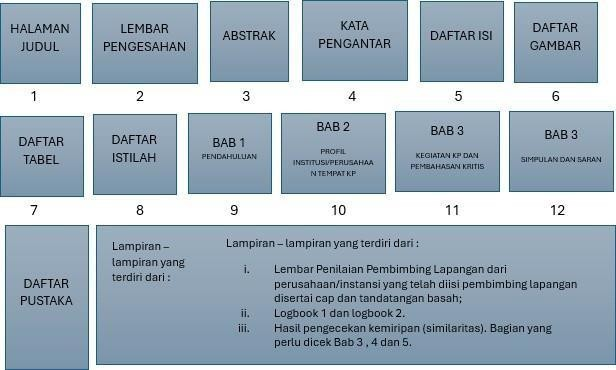 HALAMAN
JUDUL
LEMBAR
PENGESAHAN
ABSTRAK
KATA
PENGANTAR
DAFTAR ISI
DAFTAR
GAMBAR
1
2
3
4
5
6
DAFTAR
TABEL
DAFTAR
ISTILAH
BAB 1
PENDAHULUAN
BAB 2
PROFIL
INSTITUSI/PERUSAHAA
N TEMPAT KP
BAB 3
KEGIATAN KP DAN
PEMBAHASAN KRITIS
BAB 3
SIMPULAN DAN SARAN
7
8
9
10
11
12
DAFTAR
PUSTAKA
Lampiran –
lampiran yang
terdiri dari :
Lampiran – lampiran yang terdiri dari :
i. Lembar Penilaian Pembimbing Lapangan dari
perusahaan/instansi yang telah diisi pembimbing lapangan
disertai cap dan tandatangan basah;
ii. Logbook 1 dan logbook 2.
iii. Hasil pengecekan kemiripan (similaritas). Bagian yang
perlu dicek Bab 3 , 4 dan 5.